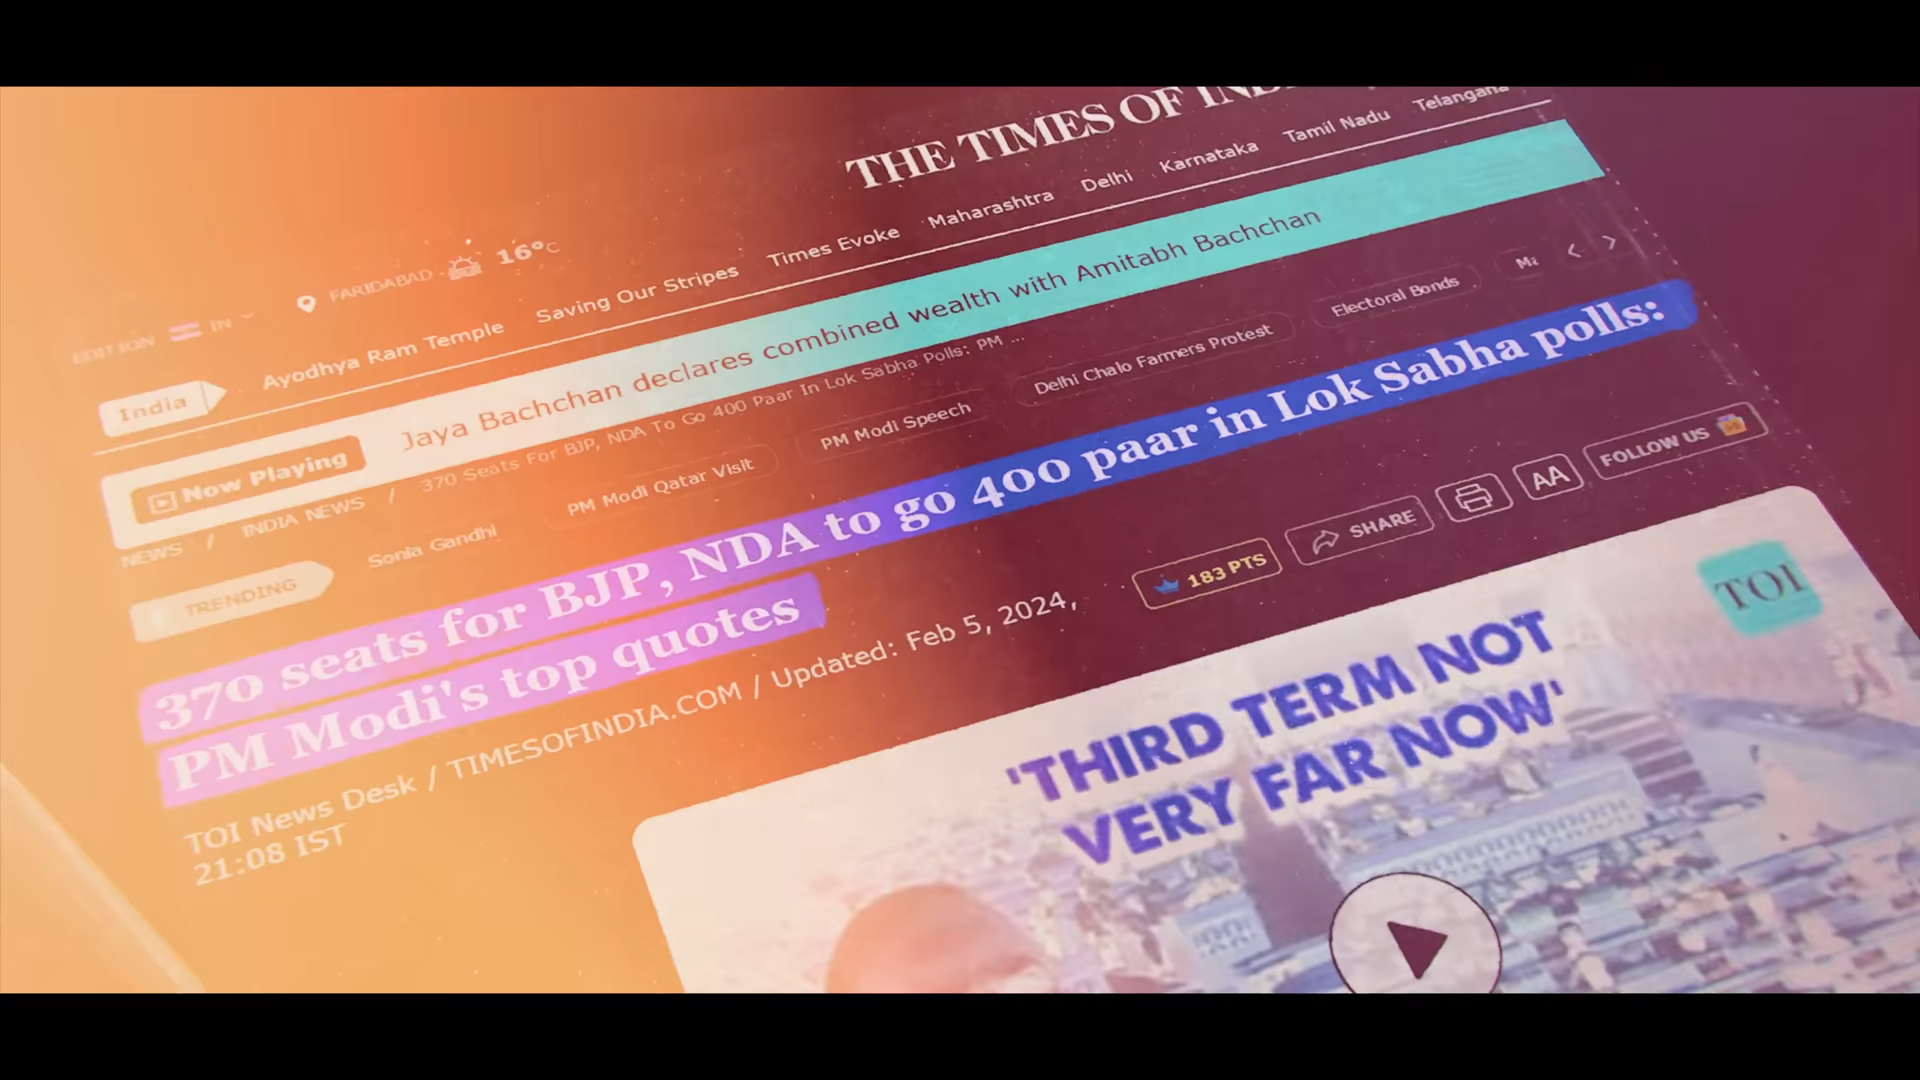 THE TIMES OF
EDITION IN
FARIDABAD 16°C
India Ayodhya Ram Temple Saving Our Stripes Times Evoke Maharashtra Delhi Karnataka Tamil Nadu Telangana
Now Playing Jaya Bachchan declares combined wealth with Amitabh Bachchan
NEWS / INDIA NEWS / 370 Seats For BJP, NDA To Go 400 Paar In Lok Sabha Polls: PM ...
TRENDING Sonia Gandhi PM Modi Qatar Visit PM Modi Speech Delhi Chalo Farmers Protest Electoral Bonds
370 seats for BJP, NDA to go 400 paar in Lok Sabha polls:
PM Modi's top quotes
TOI News Desk / TIMESOFINDIA.COM / Updated: Feb 5, 2024,
21:08 IST
183 PTS SHARE AA FOLLOW US
TOI
'THIRD TERM NOT
VERY FAR NOW'